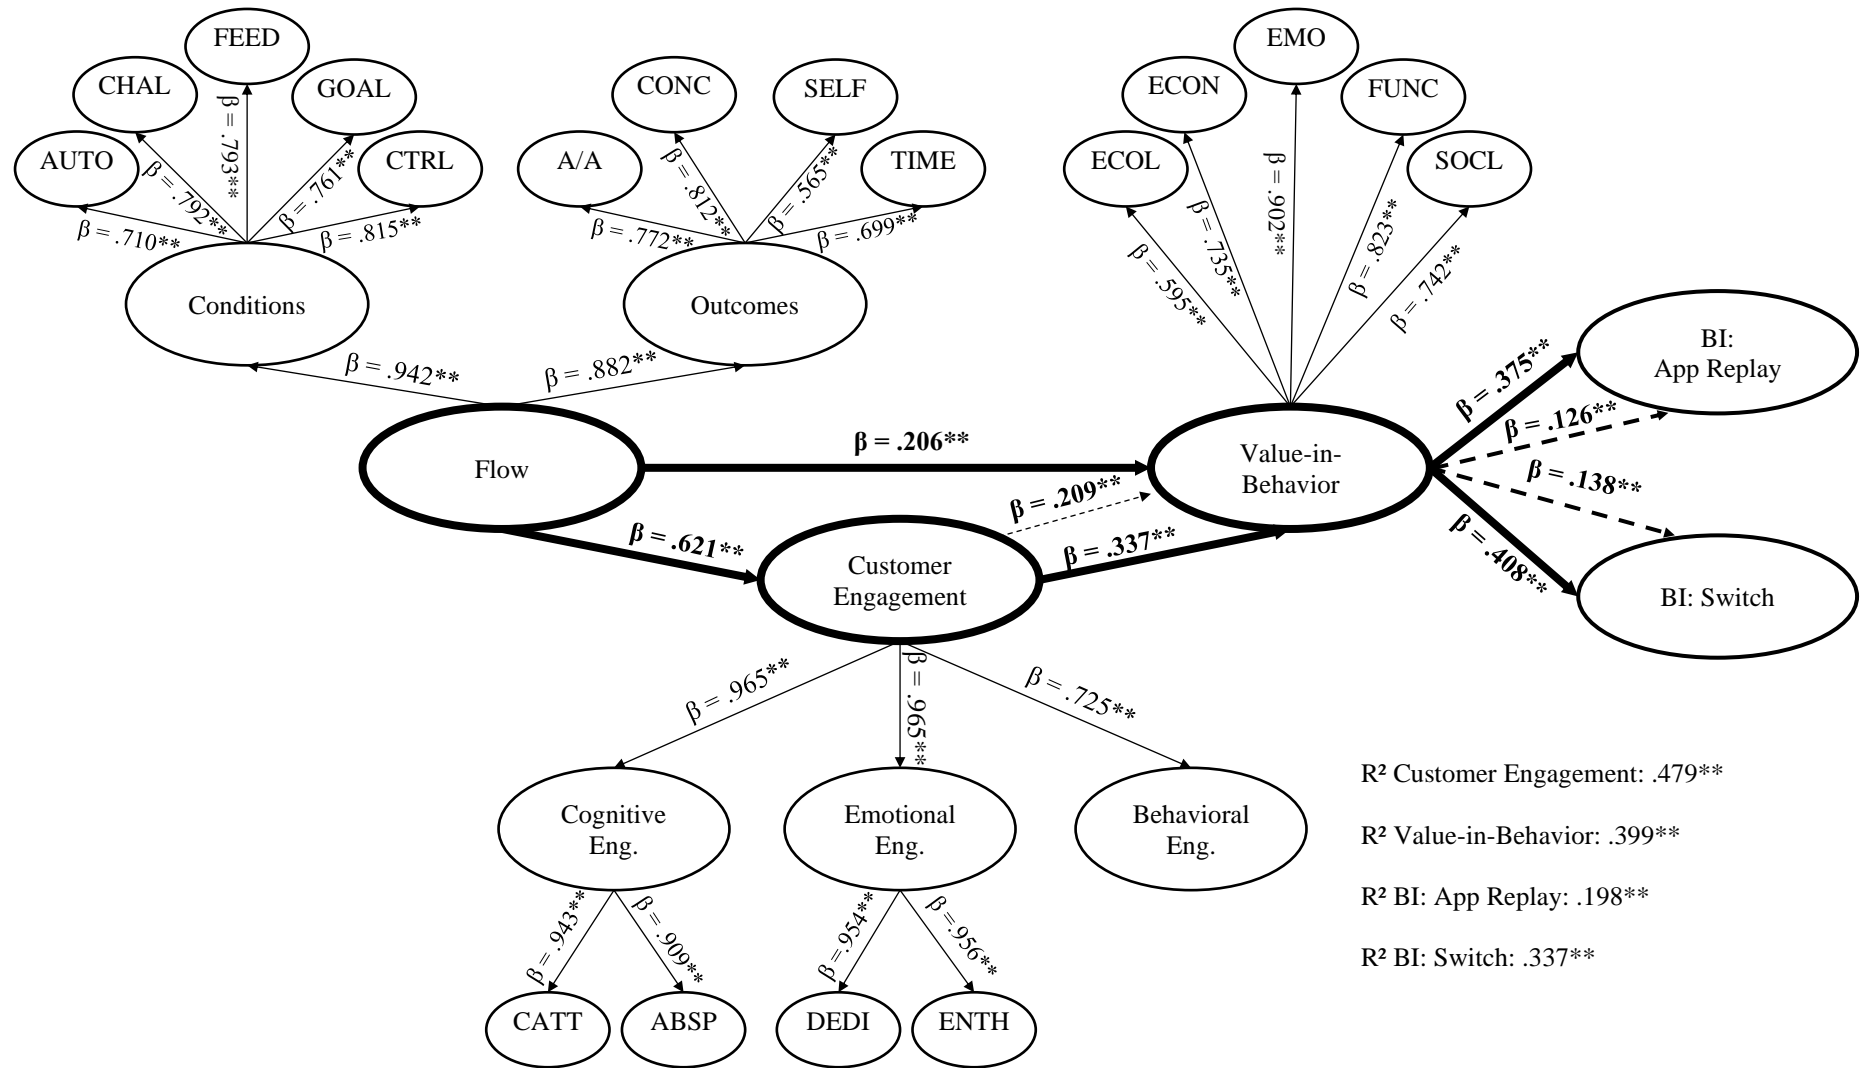 FEED
EMO
CHAL
GOAL
CONC
SELF
ECON
FUNC
AUTO
CTRL
A/A
TIME
ECOL
SOCL
β = .710**
β = .792**
β = .793**
β = .761**
β = .815**
β = .772**
β = .812**
β = .565**
β = .699**
β = .595**
β = .735**
β = .902**
β = .823**
β = .742**
Conditions
Outcomes
β = .942**
β = .882**
BI:
App Replay
β = .375**
β = .126**
β = .206**
Flow
Value-in-
Behavior
β = .138**
β = .408**
β = .209**
β = .621**
β = .337**
Customer
Engagement
BI: Switch
β = .965**
β = .965**
β = .725**
Cognitive
Eng.
Emotional
Eng.
Behavioral
Eng.
β = .943**
β = .909**
β = .954**
β = .956**
CATT
ABSP
DEDI
ENTH
R² Customer Engagement: .479**
R² Value-in-Behavior: .399**
R² BI: App Replay: .198**
R² BI: Switch: .337**